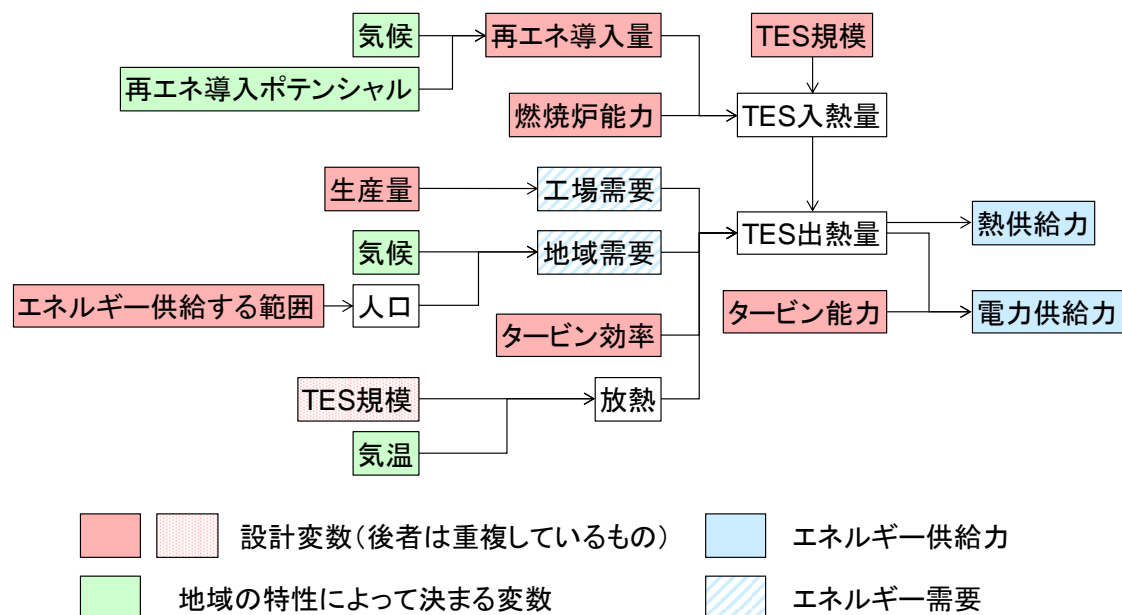 気候
再エネ導入量
TES規模
再エネ導入ポテンシャル
燃焼炉能力
TES入熱量
生産量
工場需要
気候
地域需要
TES出熱量
熱供給力
エネルギー供給する範囲
人口
タービン効率
タービン能力
電力供給力
TES規模
放熱
気温
設計変数(後者は重複しているもの)
エネルギー供給力
地域の特性によって決まる変数
エネルギー需要